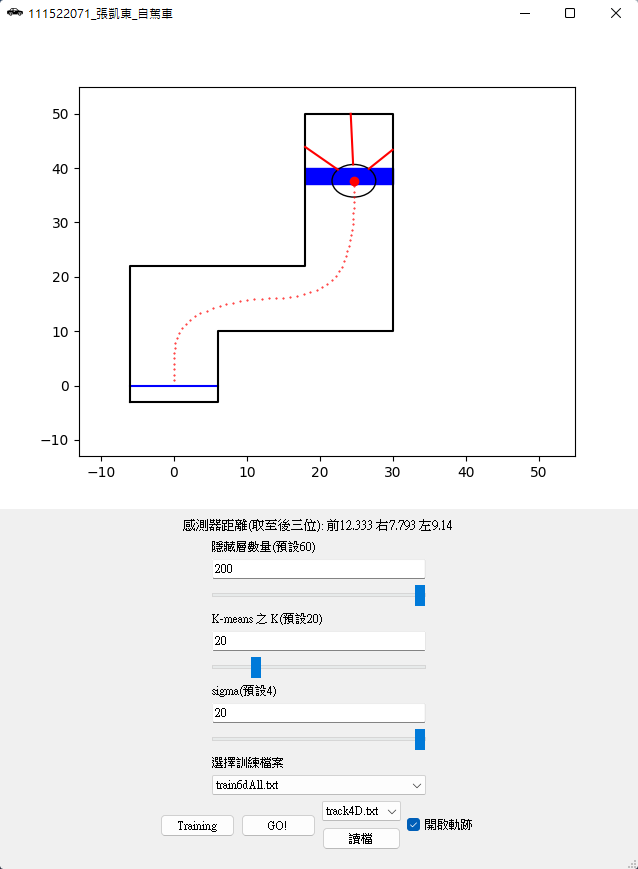 111522071_張凱東_自駕車
50
40
30
20
10
0
−10
−10 0 10 20 30 40 50
感測器距離(取至後三位): 前12.333 右7.793 左9.14
隱藏層數量(預設60)
200
K-means 之 K(預設20)
20
sigma(預設4)
20
選擇訓練檔案
train6dAll.txt
Training GO! track4D.txt 開啟軌跡
讀檔